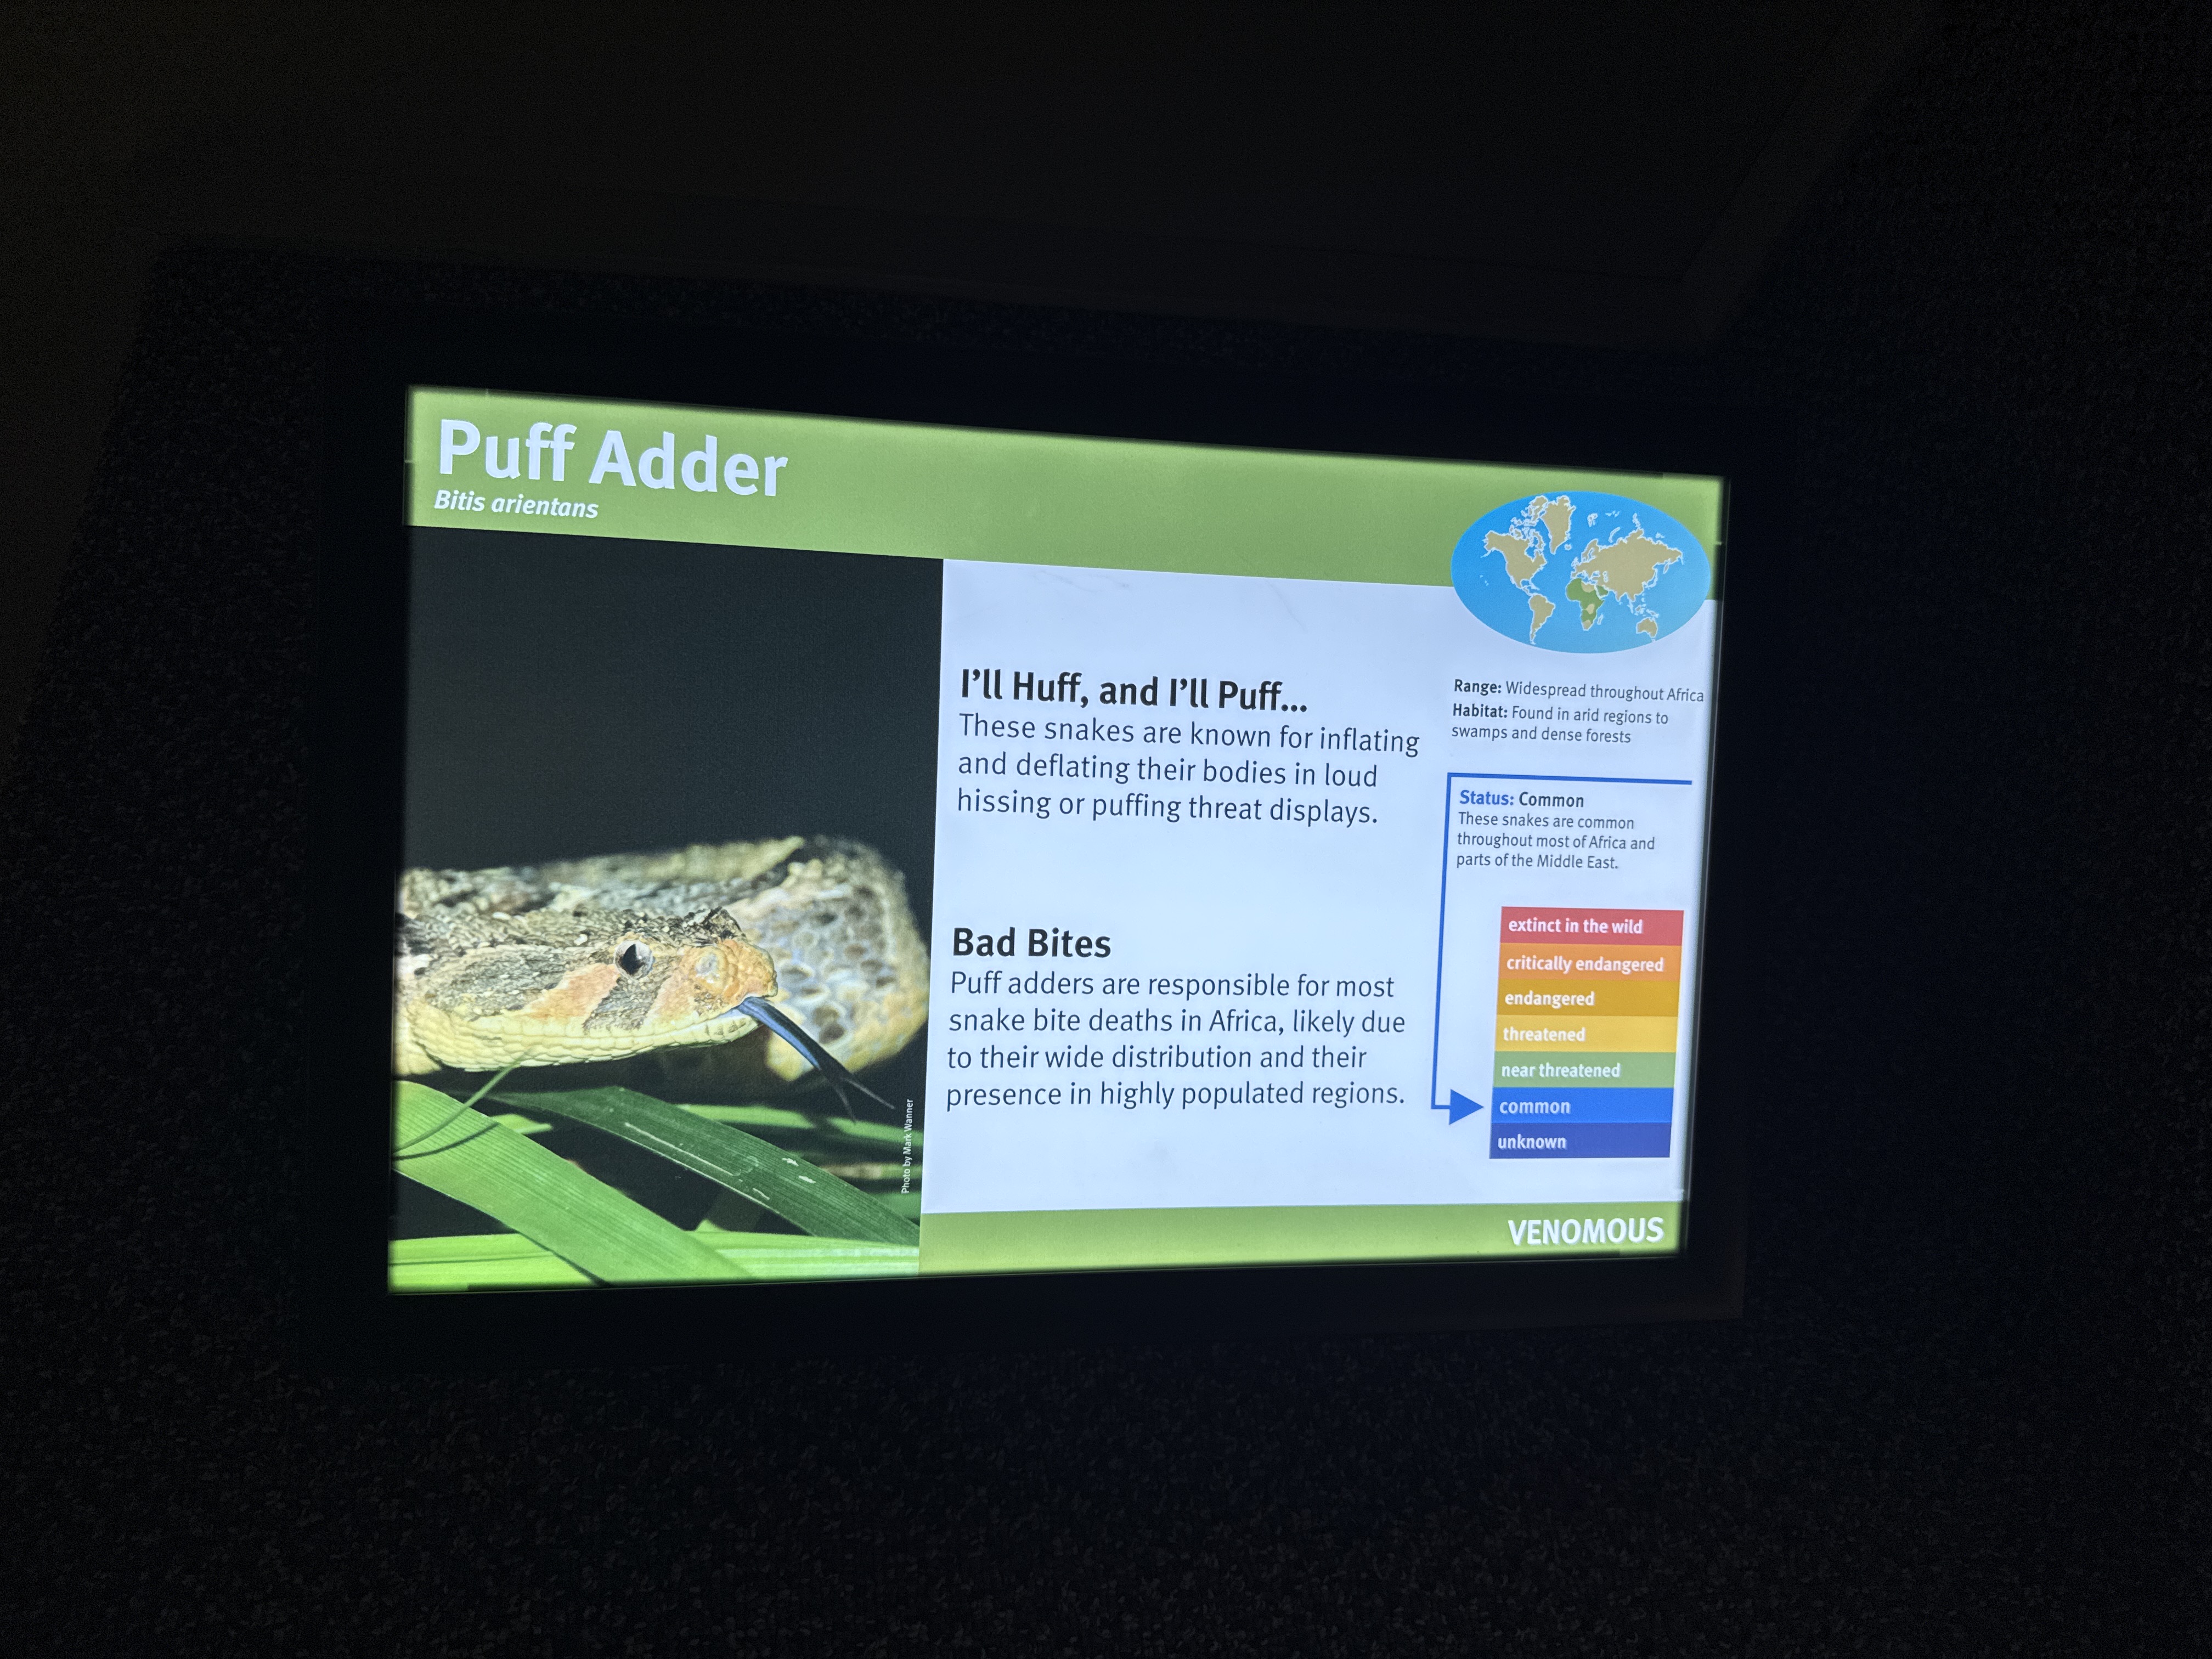 Puff Adder
Bitis arientans
I'll Huff, and I'll Puff...
These snakes are known for inflating
and deflating their bodies in loud
hissing or puffing threat displays.
Bad Bites
Puff adders are responsible for most
snake bite deaths in Africa, likely due
to their wide distribution and their
presence in highly populated regions.
Range: Widespread throughout Africa
Habitat: Found in arid regions to
swamps and dense forests
Status: Common
These snakes are common
throughout most of Africa and
parts of the Middle East.
extinct in the wild
critically endangered
endangered
threatened
near threatened
common
unknown
Photo by Mark Wanner
VENOMOUS